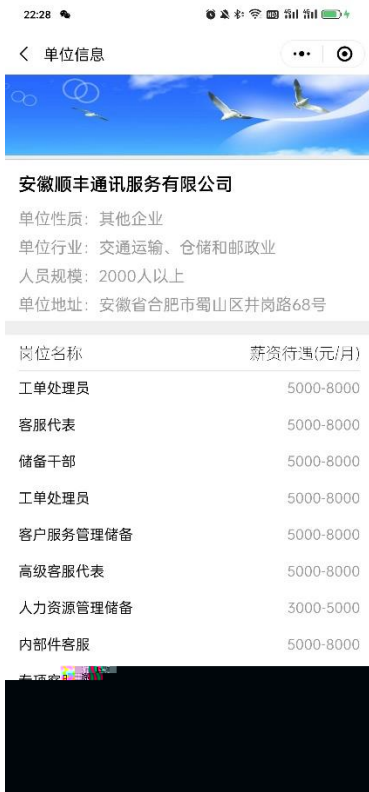 22:28
单位信息
安徽顺丰通讯服务有限公司
单位性质：其他企业
单位行业：交通运输、仓储和邮政业
人员规模：2000人以上
单位地址：安徽省合肥市蜀山区井岗路68号
岗位名称 薪资待遇(元/月)
工单处理员 5000-8000
客服代表 5000-8000
储备干部 5000-8000
工单处理员 5000-8000
客户服务管理储备 5000-8000
高级客服代表 5000-8000
人力资源管理储备 3000-5000
内部件客服 5000-8000